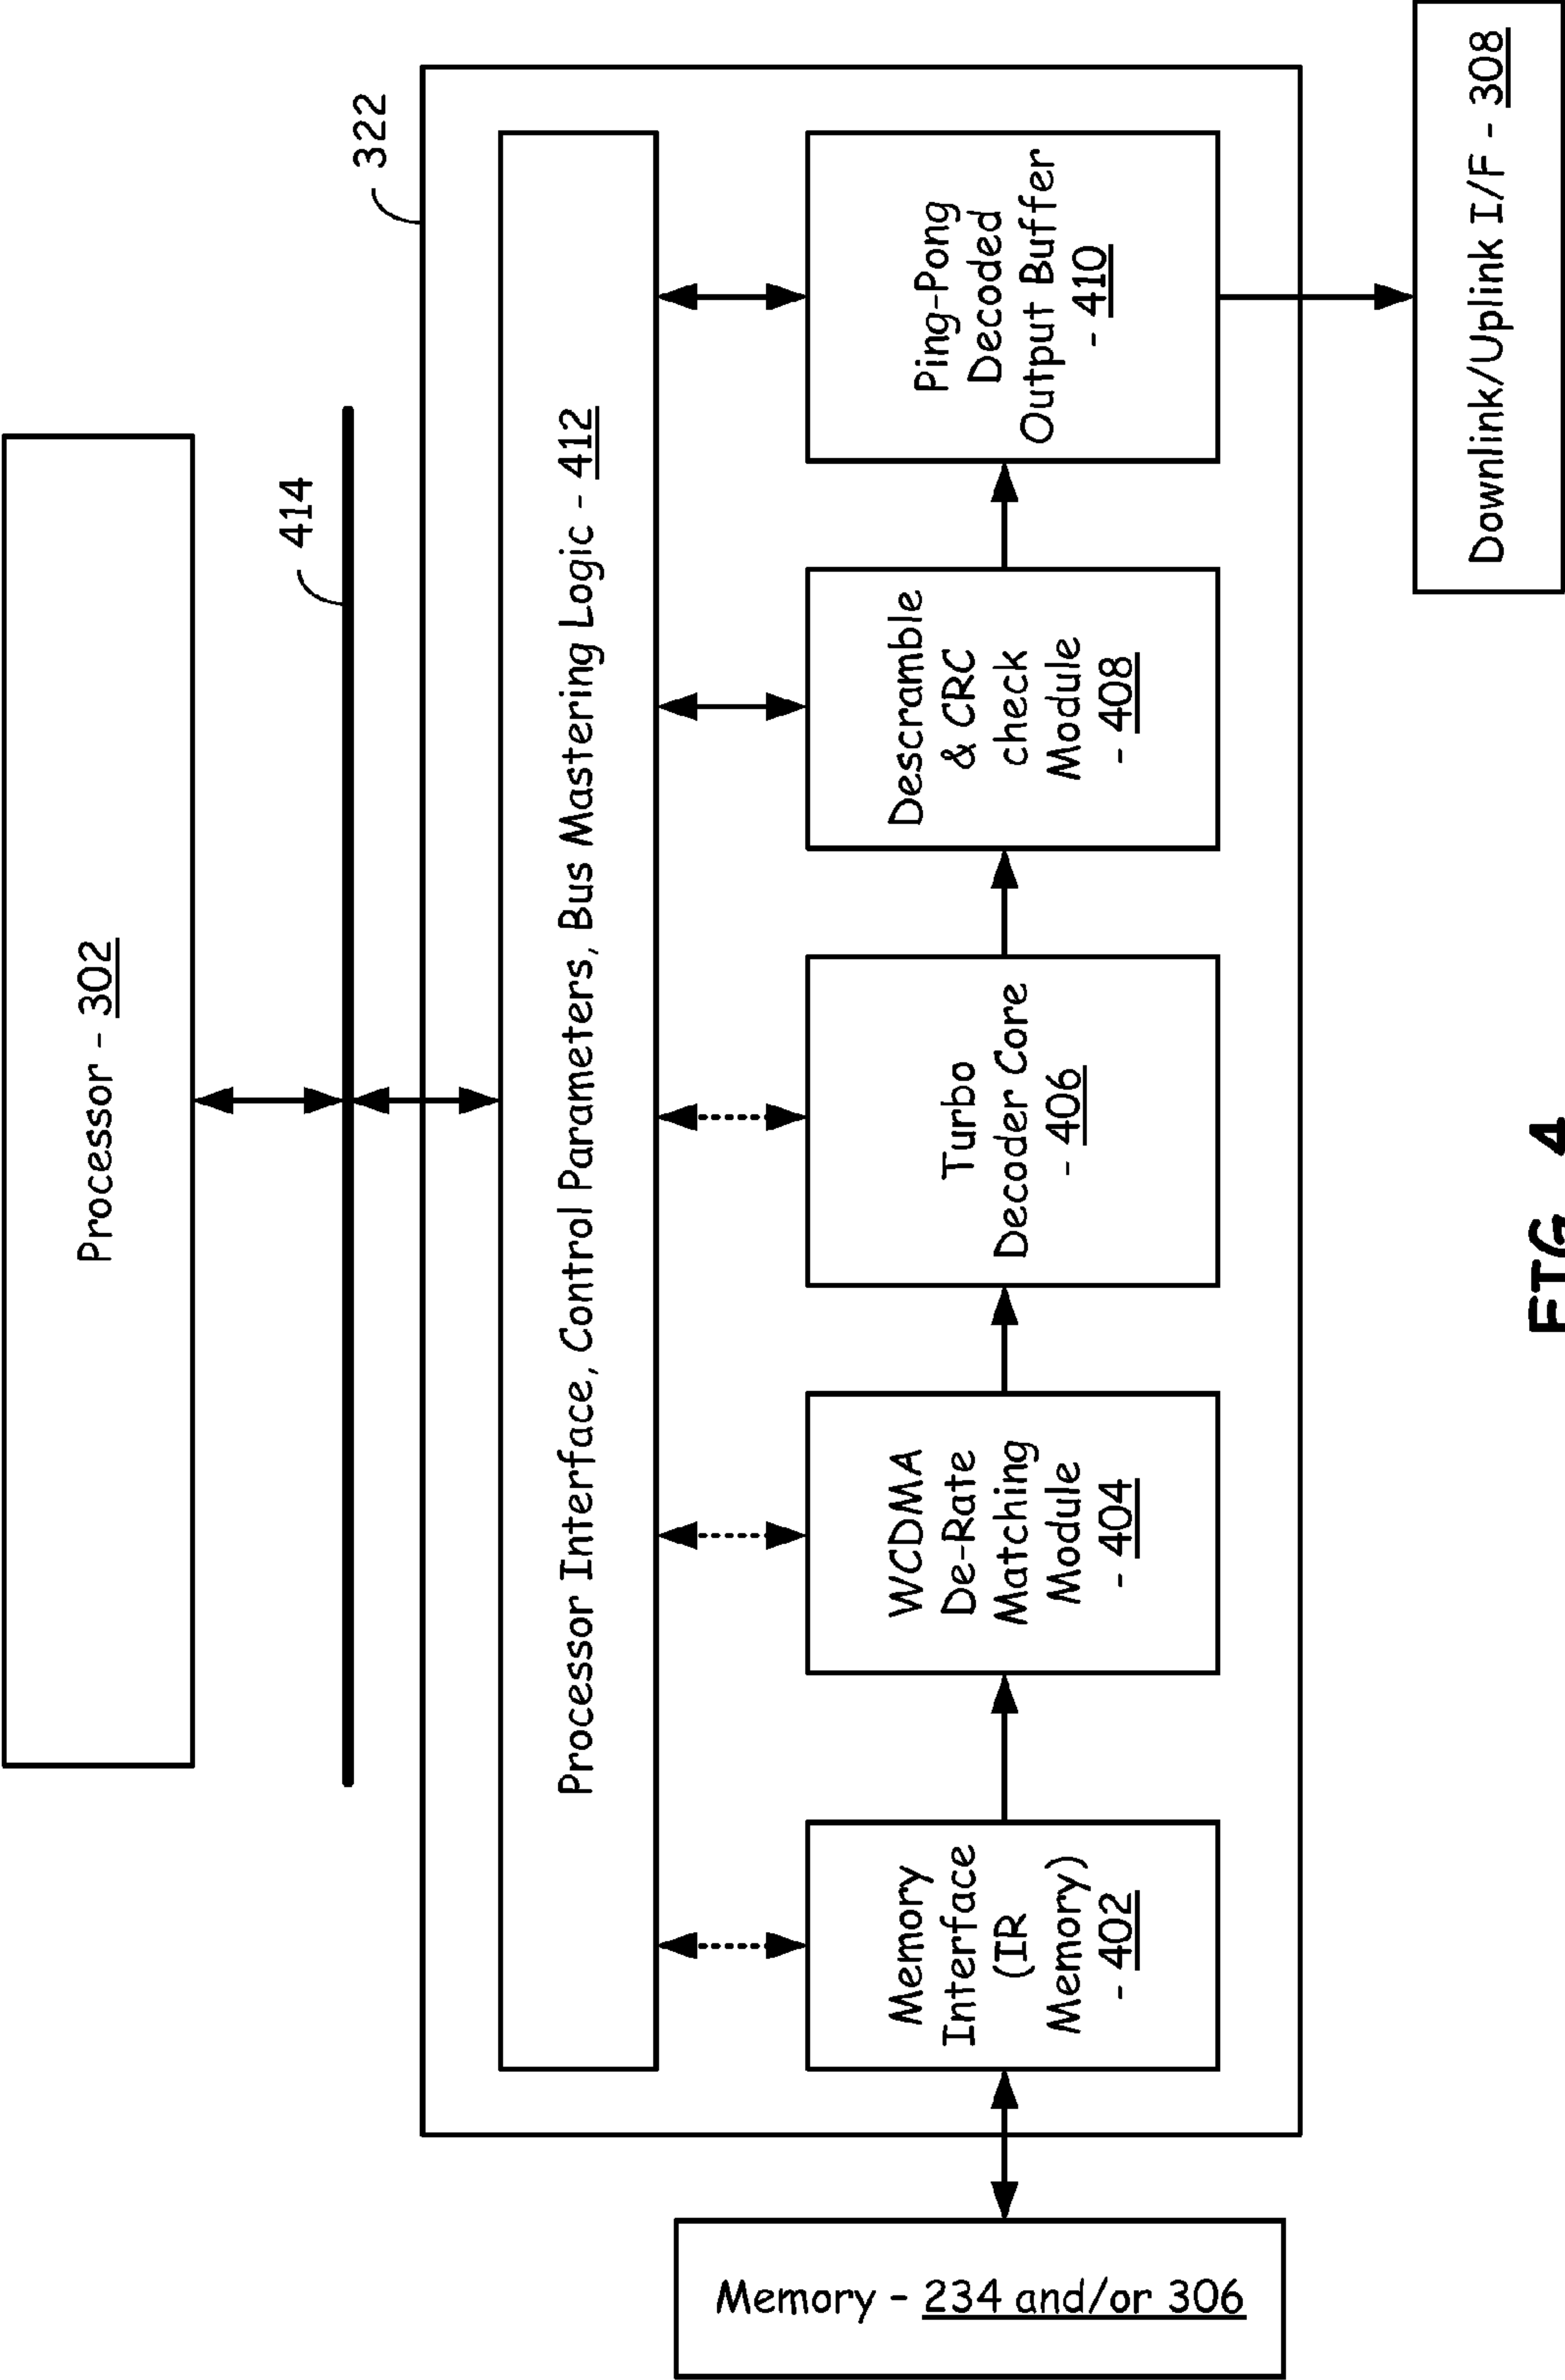 Processor - 302
414
322
Processor Interface, Control Parameters, Bus Mastering Logic - 412
Memory
Interface
(IR
Memory)
- 402
WCDMA
De-Rate
Matching
Module
- 404
Turbo
Decoder Core
- 406
Descramble
& CRC
check
Module
- 408
Ping-Pong
Decoded
Output Buffer
- 410
Memory - 234 and/or 306
Downlink/Uplink I/F - 308
FIG. 4